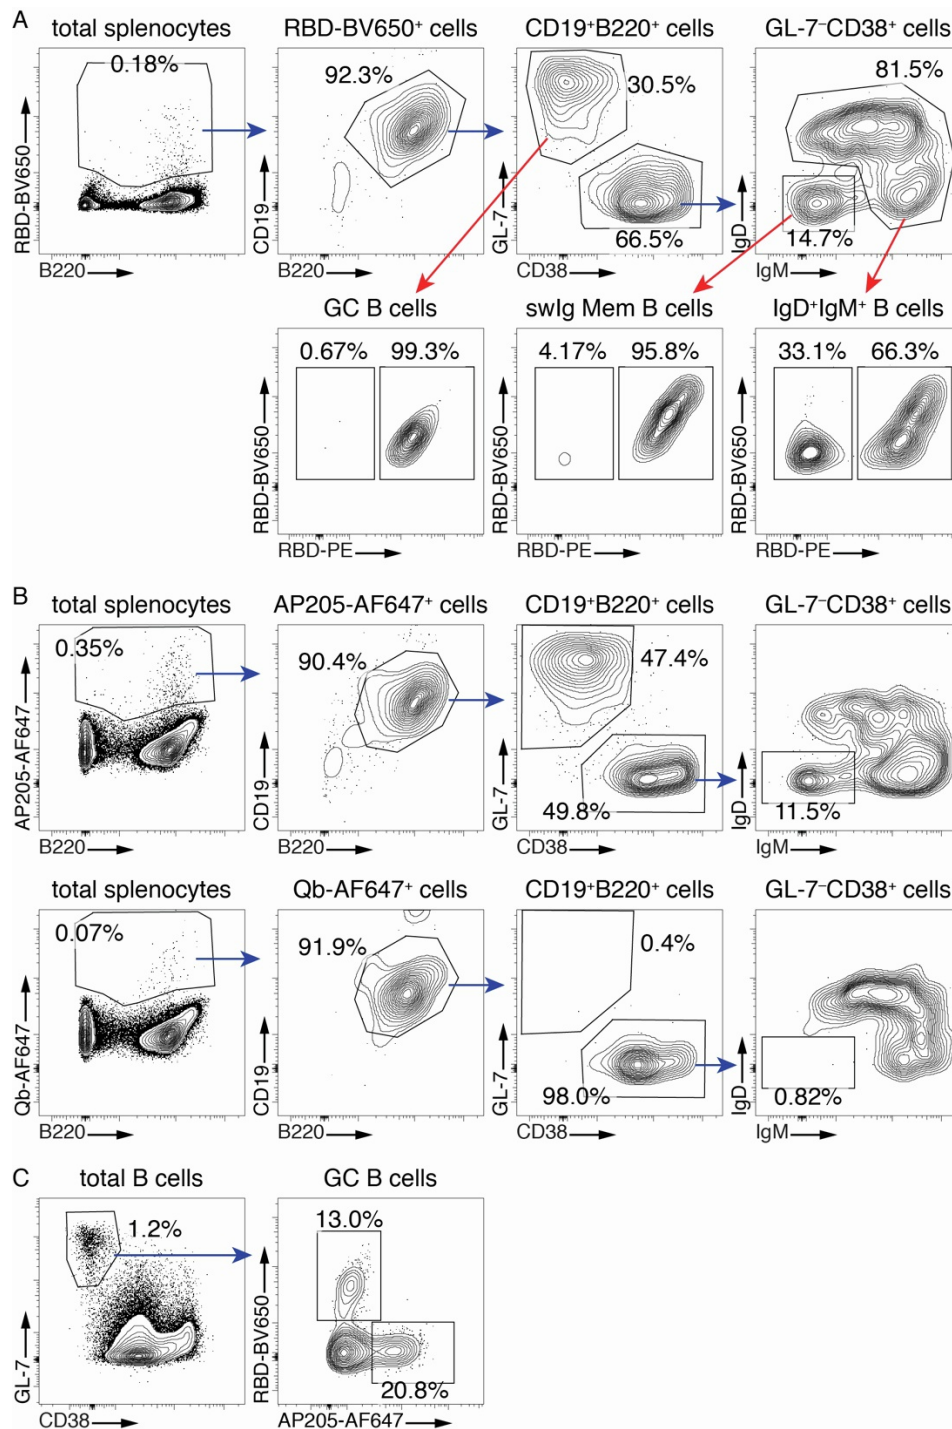 A
total splenocytes
RBD-BV650⁺ cells
CD19⁺B220⁺ cells
GL-7⁻CD38⁺ cells
0.18%
92.3%
30.5%
81.5%
66.5%
14.7%
RBD-BV650
CD19
GL-7
IgD
B220
B220
CD38
IgM
GC B cells
swIg Mem B cells
IgD⁺IgM⁺ B cells
0.67%
99.3%
4.17%
95.8%
33.1%
66.3%
RBD-BV650
RBD-BV650
RBD-BV650
RBD-PE
RBD-PE
RBD-PE
B
total splenocytes
AP205-AF647⁺ cells
CD19⁺B220⁺ cells
GL-7⁻CD38⁺ cells
0.35%
90.4%
47.4%
49.8%
11.5%
AP205-AF647
CD19
GL-7
IgD
B220
B220
CD38
IgM
total splenocytes
Qb-AF647⁺ cells
CD19⁺B220⁺ cells
GL-7⁻CD38⁺ cells
0.07%
91.9%
0.4%
98.0%
0.82%
Qb-AF647
CD19
GL-7
IgD
B220
B220
CD38
IgM
C
total B cells
GC B cells
1.2%
13.0%
20.8%
GL-7
RBD-BV650
CD38
AP205-AF647